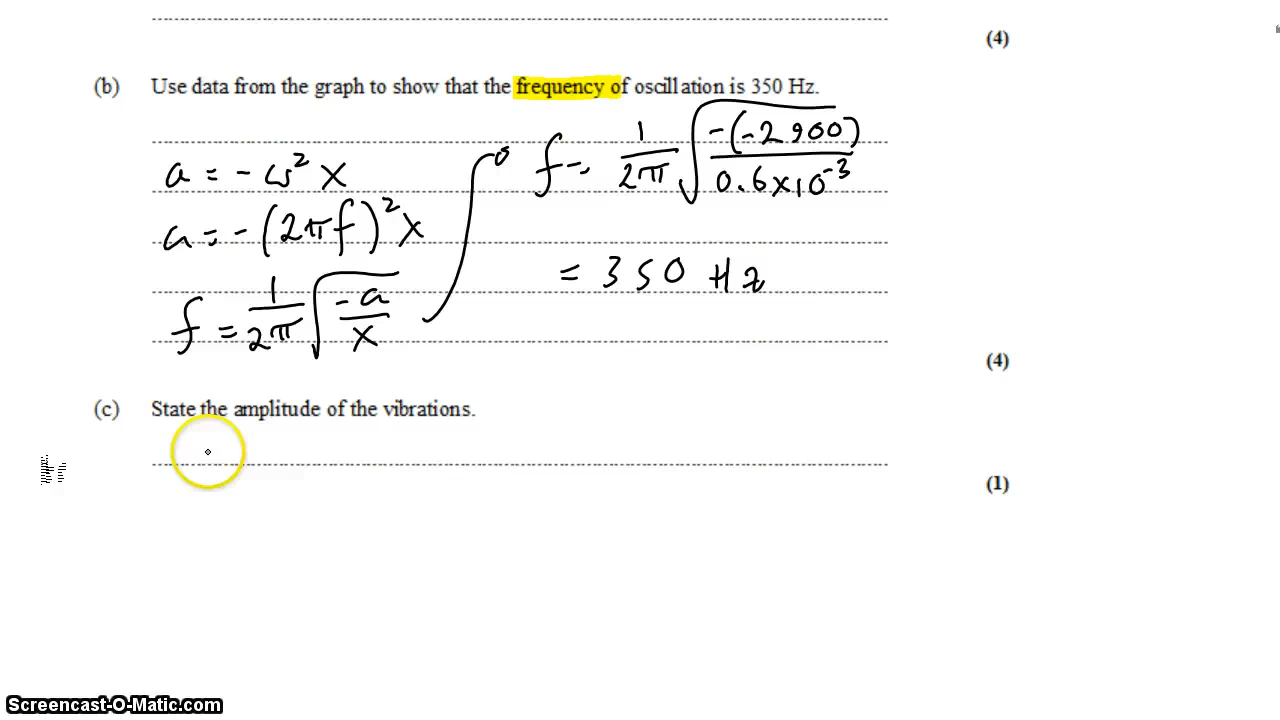 (4)
(b) Use data from the graph to show that the frequency of oscillation is 350 Hz.
a = - ω² x
a = - (2πf)² x
f = 1/2π √(-a/x)
f = 1/2π √(-(-2900)/0.6×10⁻³)
= 350 Hz
(4)
(c) State the amplitude of the vibrations.
(1)
Screencast-O-Matic.com